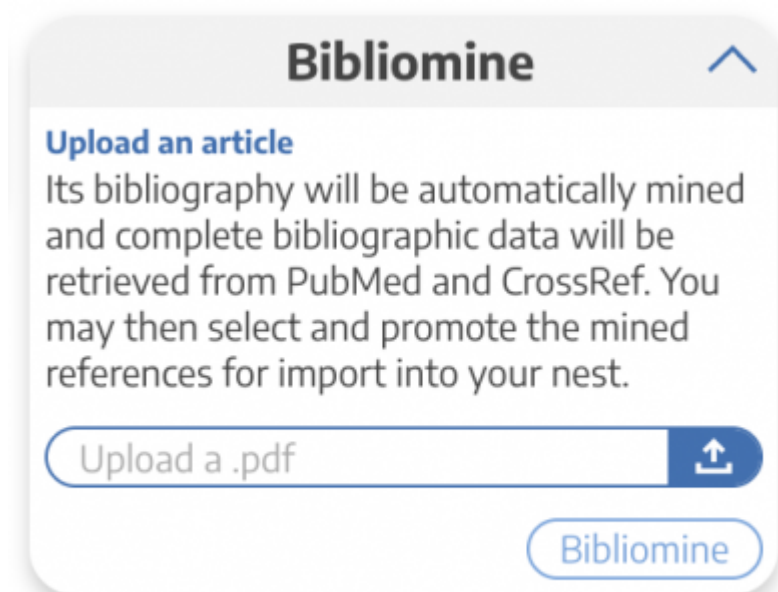 Bibliomine
Upload an article
Its bibliography will be automatically mined
and complete bibliographic data will be
retrieved from PubMed and CrossRef. You
may then select and promote the mined
references for import into your nest.
Upload a .pdf
Bibliomine